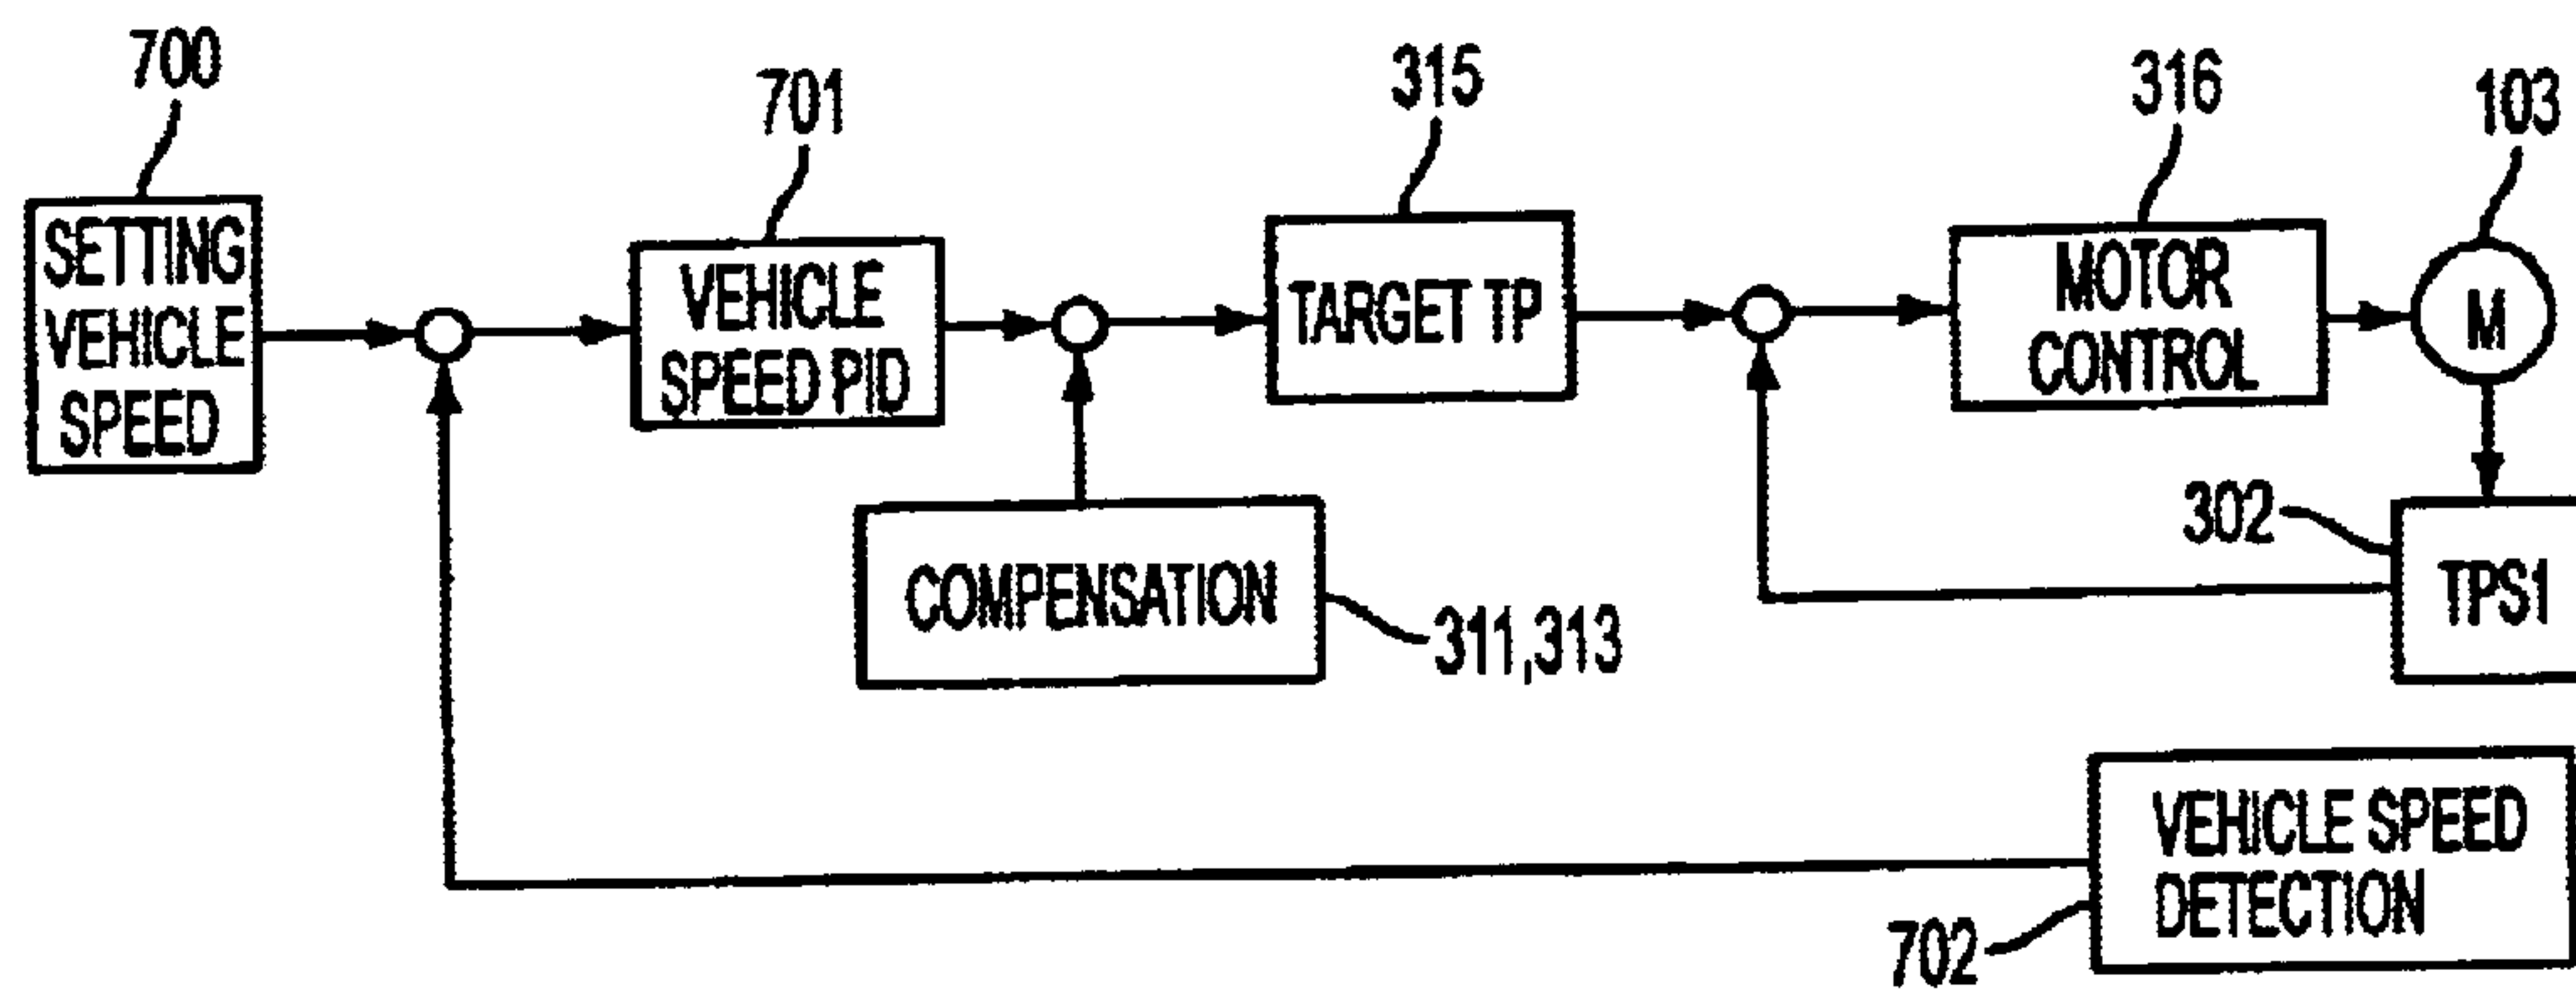 700
701
315
316
103
SETTING
VEHICLE
SPEED
VEHICLE
SPEED PID
TARGET TP
MOTOR
CONTROL
M
COMPENSATION
311,313
302
TPS1
VEHICLE SPEED
DETECTION
702